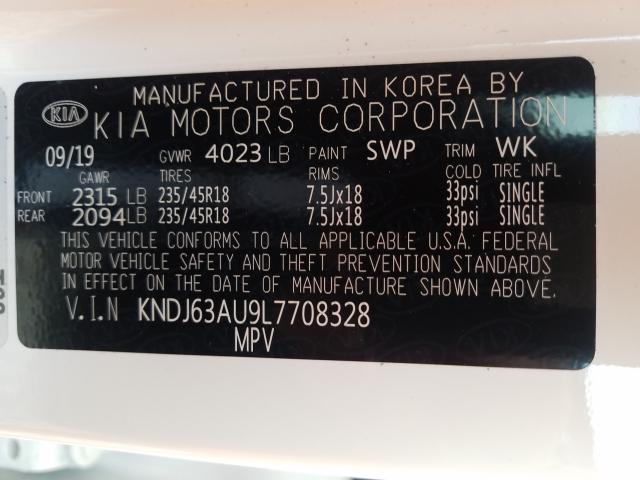 KIA
MANUFACTURED IN KOREA BY
KIA MOTORS CORPORATION
09/19 GVWR 4023 LB PAINT SWP TRIM WK
GAWR TIRES RIMS COLD TIRE INFL
FRONT 2315 LB 235/45R18 7.5Jx18 33psi SINGLE
REAR 2094 LB 235/45R18 7.5Jx18 33psi SINGLE
THIS VEHICLE CONFORMS TO ALL APPLICABLE U.S.A. FEDERAL
MOTOR VEHICLE SAFETY AND THEFT PREVENTION STANDARDS
IN EFFECT ON THE DATE OF MANUFACTURE SHOWN ABOVE.
V.I.N KNDJ63AU9L7708328
MPV